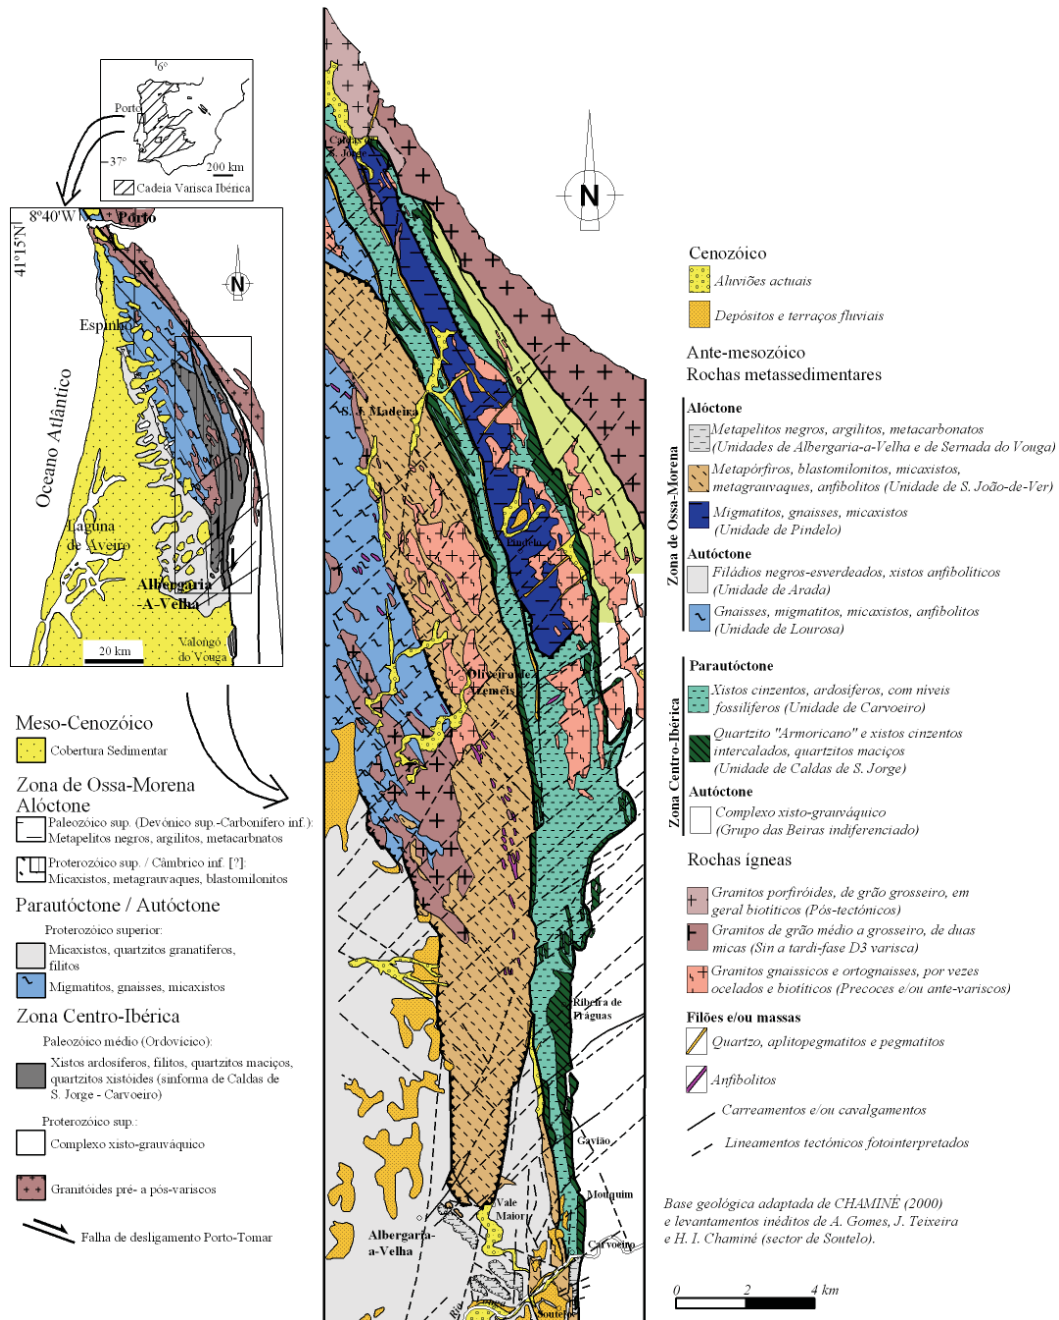 6º
Porto
37º
200 km
Cadeia Varisca Ibérica
8º40'W
Porto
41º15'N
N
Espinho
Oceano Atlântico
Laguna
de Aveiro
Albergaria
-A-Velha
Valongo
do Vouga
20 km
Meso-Cenozóico
Cobertura Sedimentar
Zona de Ossa-Morena
Alóctone
Paleozóico sup. (Devónico sup.-Carbonífero inf.):
Metapelitos negros, argilitos, metacarbnatos
Proterozóico sup. / Câmbrico inf. [?]:
Micaxistos, metagrauvaques, blastomilonitos
Parautóctone / Autóctone
Proterozóico superior:
Micaxistos, quartzitos granatíferos,
filitos
Migmatitos, gnaisses, micaxistos
Zona Centro-Ibérica
Paleozóico médio (Ordovícico):
Xistos ardosíferos, filitos, quartzitos maciços,
quartzitos xistóides (sinforma de Caldas de
S. Jorge - Carvoeiro)
Proterozóico sup.:
Complexo xisto-grauváquico
Granitóides pré- a pós-variscos
Falha de desligamento Porto-Tomar
Caldas de
S. Jorge
S. J. Madeira
Pindelo
Oliveira de
Azeméis
Ribeira de
Fráguas
Gavião
Mouquim
Vale
Maior
Albergaria-
a-Velha
Carvoeiro
Rio Vouga
Soutelo
N
Cenozóico
Aluviões actuais
Depósitos e terraços fluviais
Ante-mesozóico
Rochas metassedimentares
Zona de Ossa-Morena
Alóctone
Metapelitos negros, argilitos, metacarbonatos
(Unidades de Albergaria-a-Velha e de Sernada do Vouga)
Metapórfiros, blastomilonitos, micaxistos,
metagrauvaques, anfibolitos (Unidade de S. João-de-Ver)
Migmatitos, gnaisses, micaxistos
(Unidade de Pindelo)
Autóctone
Filádios negros-esverdeados, xistos anfibolíticos
(Unidade de Arada)
Gnaisses, migmatitos, micaxistos, anfibolitos
(Unidade de Lourosa)
Zona Centro-Ibérica
Parautóctone
Xistos cinzentos, ardosíferos, com níveis
fossilíferos (Unidade de Carvoeiro)
Quartzito "Armoricano" e xistos cinzentos
intercalados, quartzitos maciços
(Unidade de Caldas de S. Jorge)
Autóctone
Complexo xisto-grauváquico
(Grupo das Beiras indiferenciado)
Rochas ígneas
Granitos porfiróides, de grão grosseiro, em
geral biotíticos (Pós-tectónicos)
Granitos de grão médio a grosseiro, de duas
micas (Sin a tardi-fase D3 varisca)
Granitos gnaissicos e ortognaisses, por vezes
ocelados e biotíticos (Precoces e/ou ante-variscos)
Filões e/ou massas
Quartzo, aplitopegmatitos e pegmatitos
Anfibolitos
Carreamentos e/ou cavalgamentos
Lineamentos tectónicos fotointerpretados
Base geológica adaptada de CHAMINÉ (2000)
e levantamentos inéditos de A. Gomes, J. Teixeira
e H. I. Chaminé (sector de Soutelo).
0 2 4 km